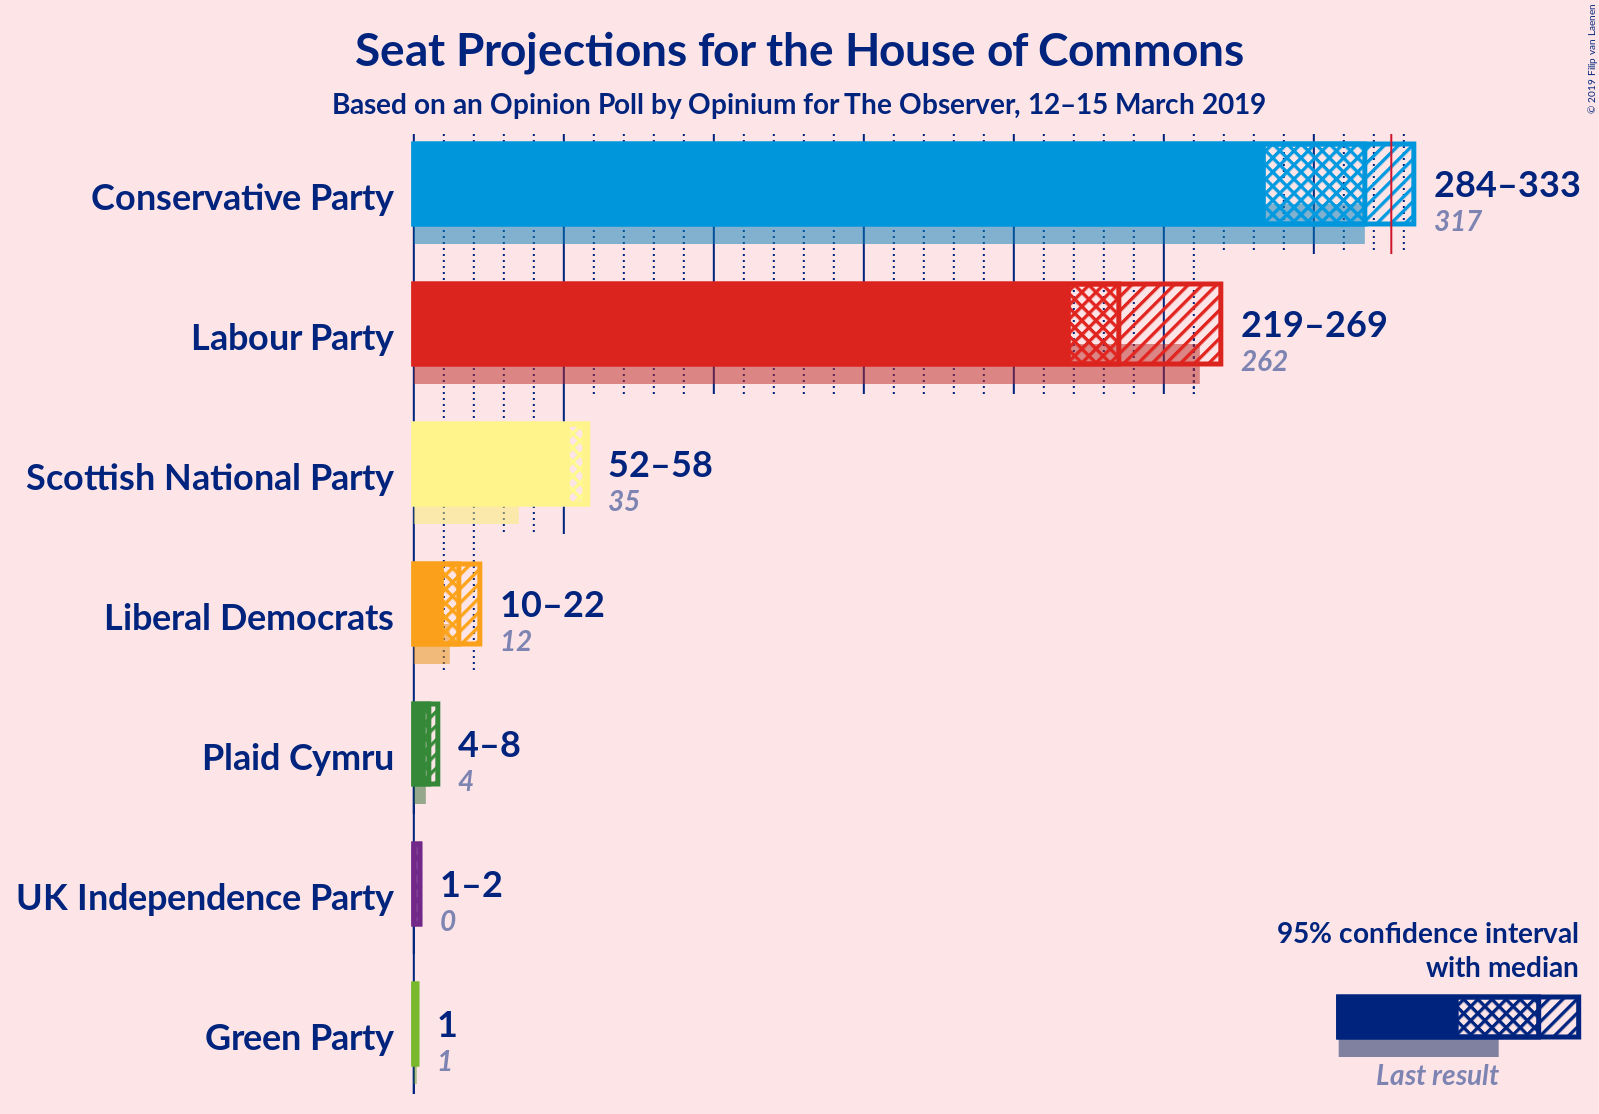 Seat Projections for the House of Commons
Based on an Opinion Poll by Opinium for The Observer, 12–15 March 2019
© 2019 Filip van Laenen
Conservative Party
284–333
317
Labour Party
219–269
262
Scottish National Party
52–58
35
Liberal Democrats
10–22
12
Plaid Cymru
4–8
4
UK Independence Party
1–2
0
Green Party
1
1
95% confidence interval
with median
Last result